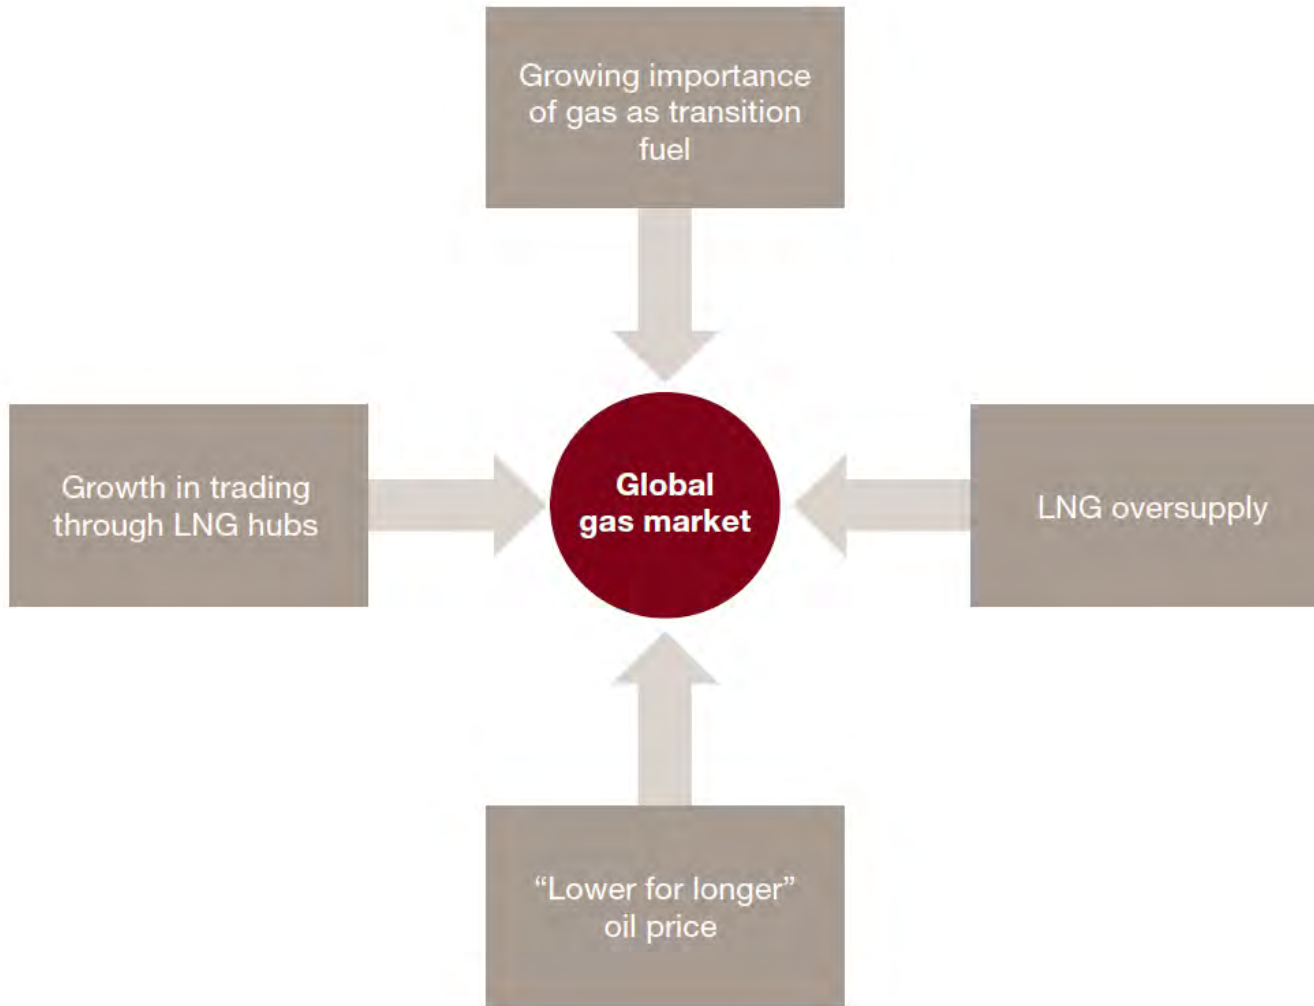 Growing importance
of gas as transition
fuel
Growth in trading
through LNG hubs
Global
gas market
LNG oversupply
“Lower for longer”
oil price